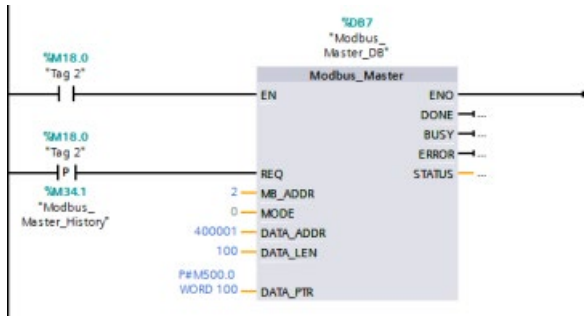 %DB7
"Modbus_
Master_DB"
%M18.0
"Tag 2"
Modbus_Master
EN
ENO
DONE
...
BUSY
...
ERROR
...
STATUS
...
%M18.0
"Tag 2"
P
%M34.1
"Modbus_
Master_History"
REQ
2
MB_ADDR
0
MODE
400001
DATA_ADDR
100
DATA_LEN
P#M500.0
WORD 100
DATA_PTR